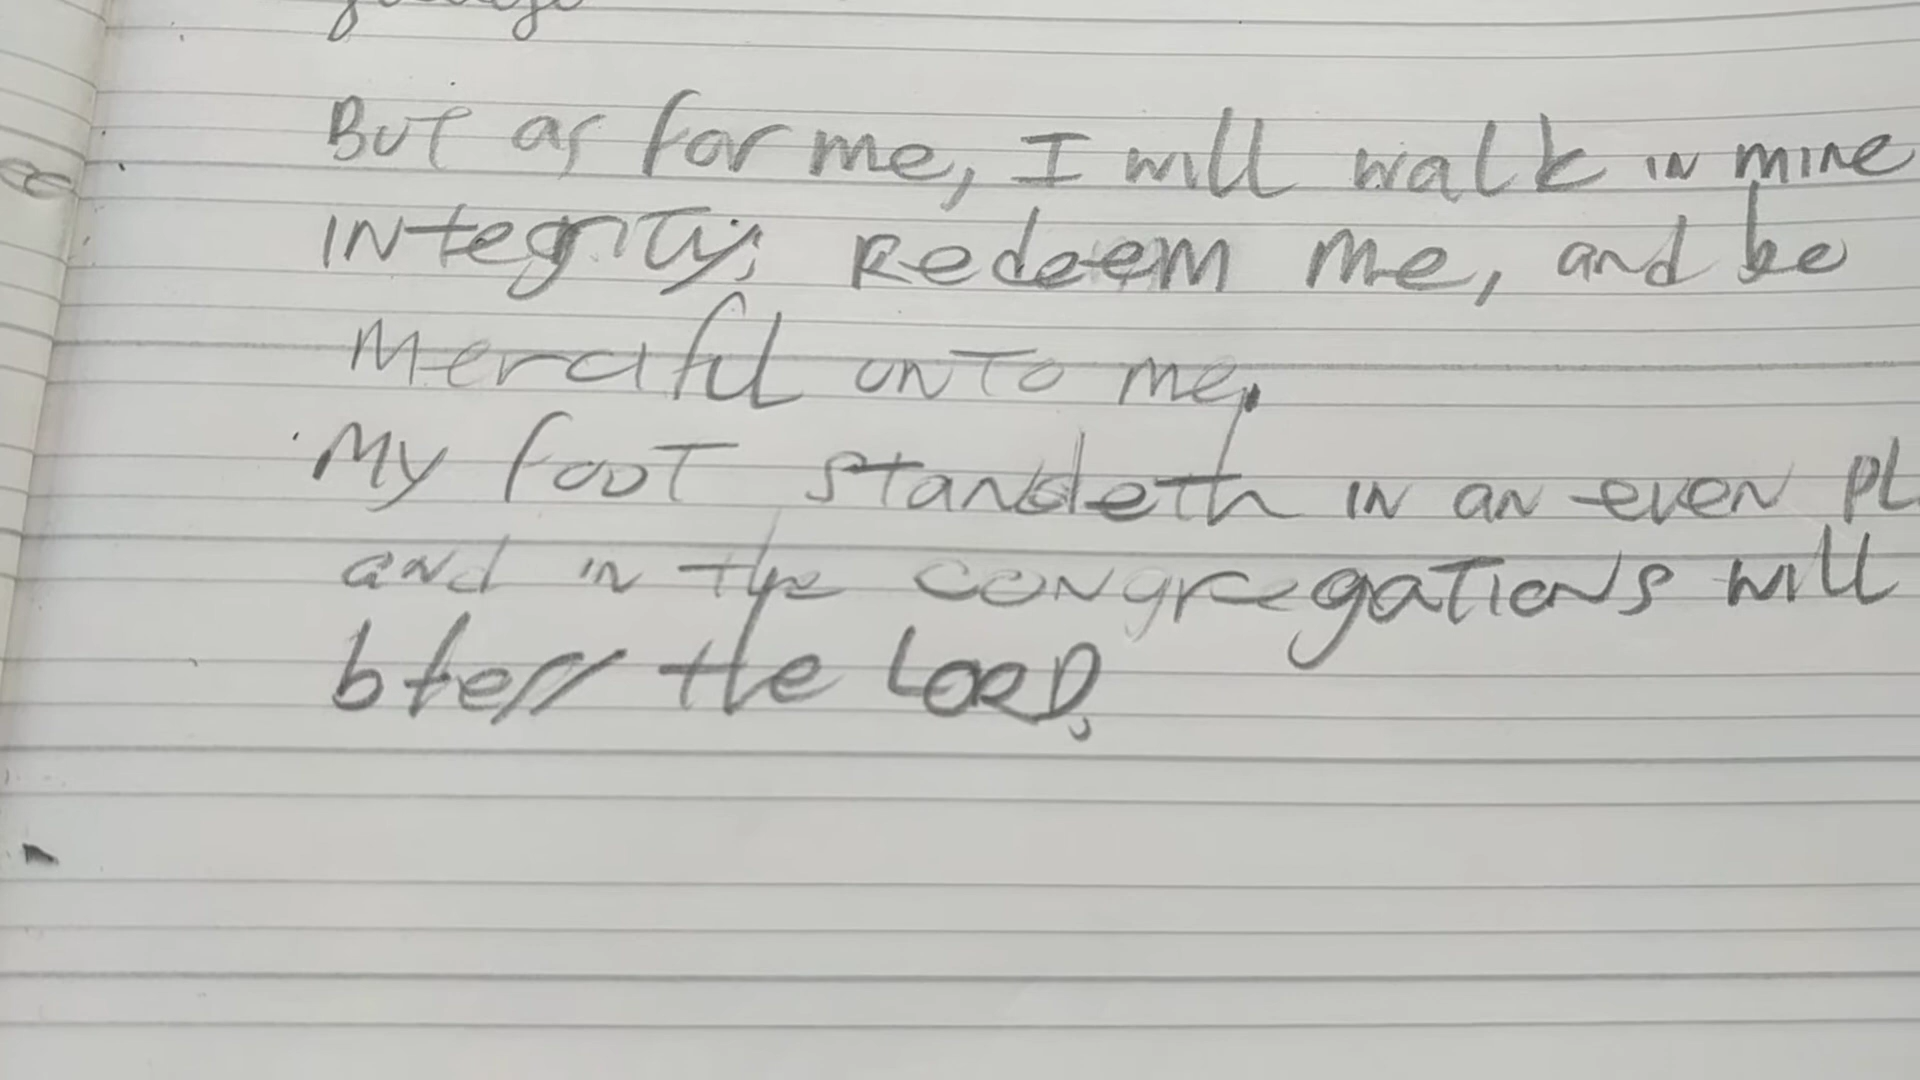 But as for me, I will walk in mine
integrity; Redeem me, and be
Merciful unto me.
My foot standeth in an even pl
and in the congregations will
bless the LORD.